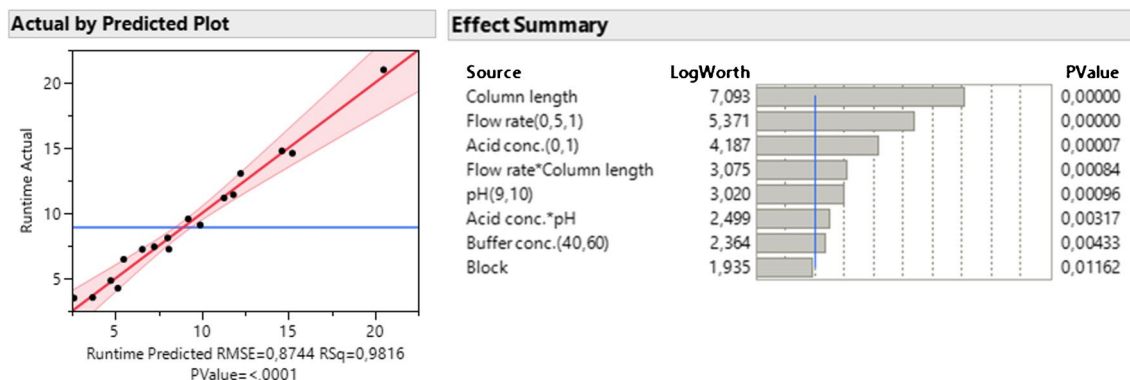 Actual by Predicted Plot
20
15
10
5
Runtime Actual
5 10 15 20
Runtime Predicted RMSE=0,8744 RSq=0,9816
PValue=<.0001
Effect Summary
Source LogWorth PValue
Column length 7,093 0,00000
Flow rate(0,5,1) 5,371 0,00000
Acid conc.(0,1) 4,187 0,00007
Flow rate*Column length 3,075 0,00084
pH(9,10) 3,020 0,00096
Acid conc.*pH 2,499 0,00317
Buffer conc.(40,60) 2,364 0,00433
Block 1,935 0,01162